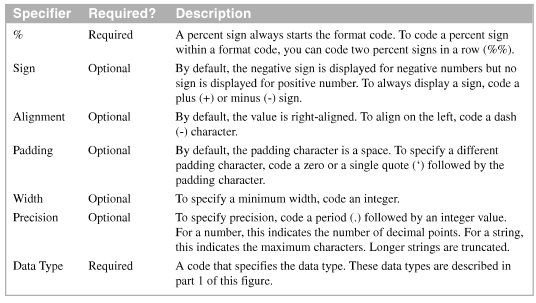 Specifier Required? Description
% Required A percent sign always starts the format code. To code a percent sign
within a format code, you can code two percent signs in a row (%%).
Sign Optional By default, the negative sign is displayed for negative numbers but no
sign is displayed for positive number. To always display a sign, code a
plus (+) or minus (-) sign.
Alignment Optional By default, the value is right-aligned. To align on the left, code a dash
(-) character.
Padding Optional By default, the padding character is a space. To specify a different
padding character, code a zero or a single quote (‘) followed by the
padding character.
Width Optional To specify a minimum width, code an integer.
Precision Optional To specify precision, code a period (.) followed by an integer value.
For a number, this indicates the number of decimal points. For a string,
this indicates the maximum characters. Longer strings are truncated.
Data Type Required A code that specifies the data type. These data types are described in
part 1 of this figure.